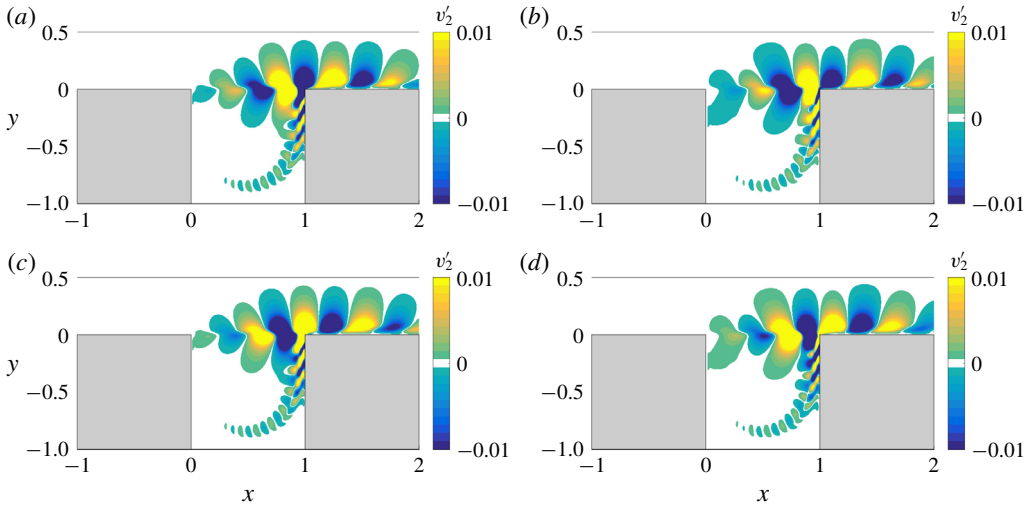 (a) v′2 (b) v′2
0.5 0.01 0.5 0.01
y 0 0 0 0
−0.5 −0.5
−1.0 −0.01 −1.0 −0.01
−1 0 1 2 −1 0 1 2
(c) v′2 (d) v′2
0.5 0.01 0.5 0.01
y 0 0 0 0
−0.5 −0.5
−1.0 −0.01 −1.0 −0.01
−1 0 1 2 −1 0 1 2
x x